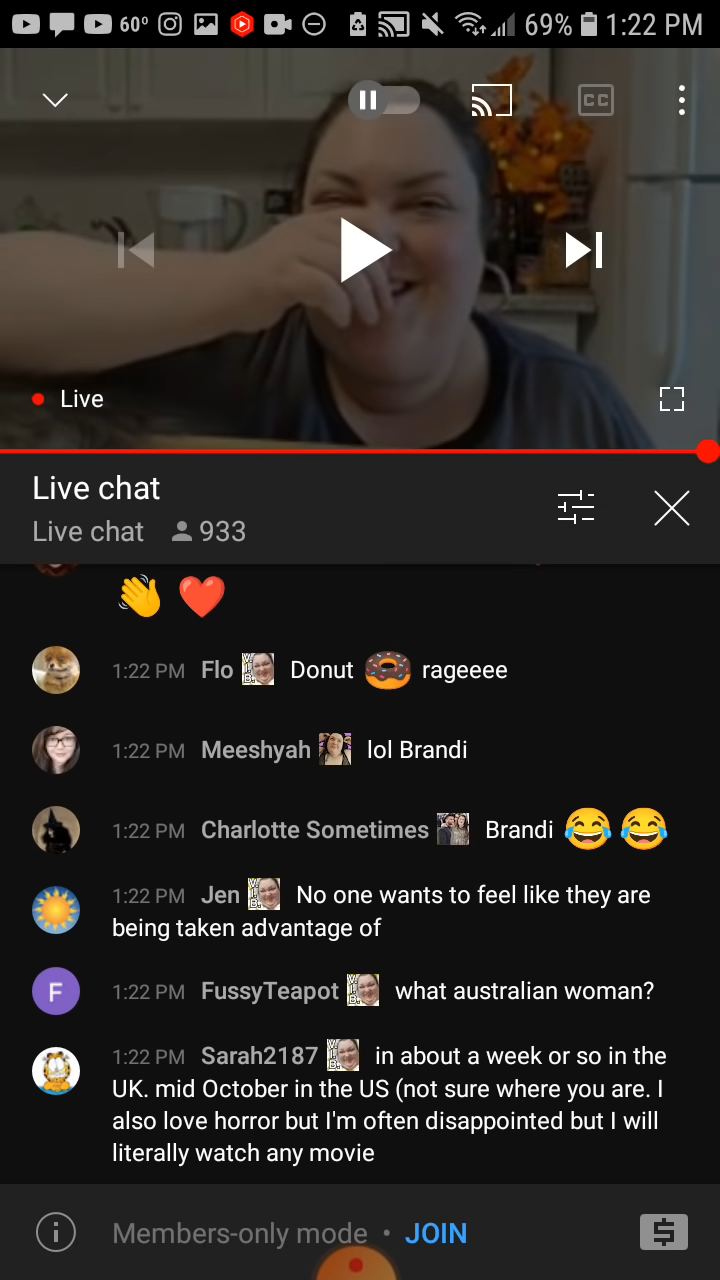 60° 69% 1:22 PM
CC
Live
Live chat
Live chat 933
1:22 PM Flo Donut 🍩 rageeee
1:22 PM Meeshyah lol Brandi
1:22 PM Charlotte Sometimes Brandi 😂 😂
1:22 PM Jen No one wants to feel like they are
being taken advantage of
F 1:22 PM FussyTeapot what australian woman?
1:22 PM Sarah2187 in about a week or so in the
UK. mid October in the US (not sure where you are. I
also love horror but I'm often disappointed but I will
literally watch any movie
Members-only mode • JOIN